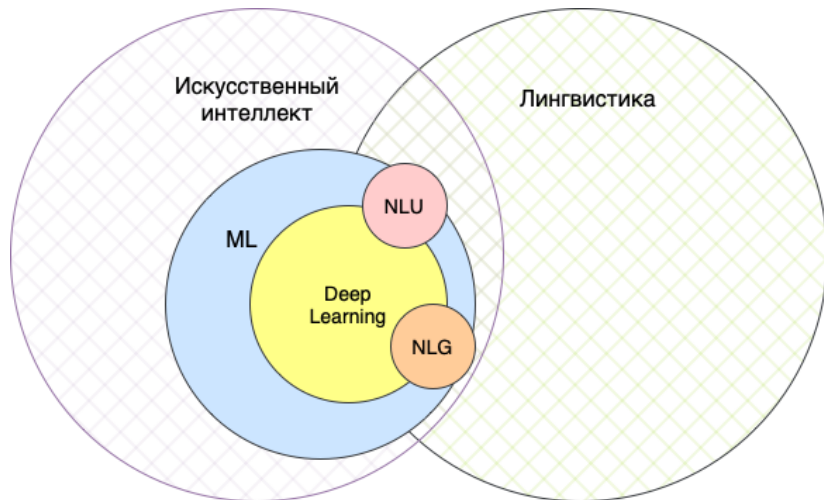 Искусственный
интеллект
Лингвистика
NLU
ML
Deep
Learning
NLG